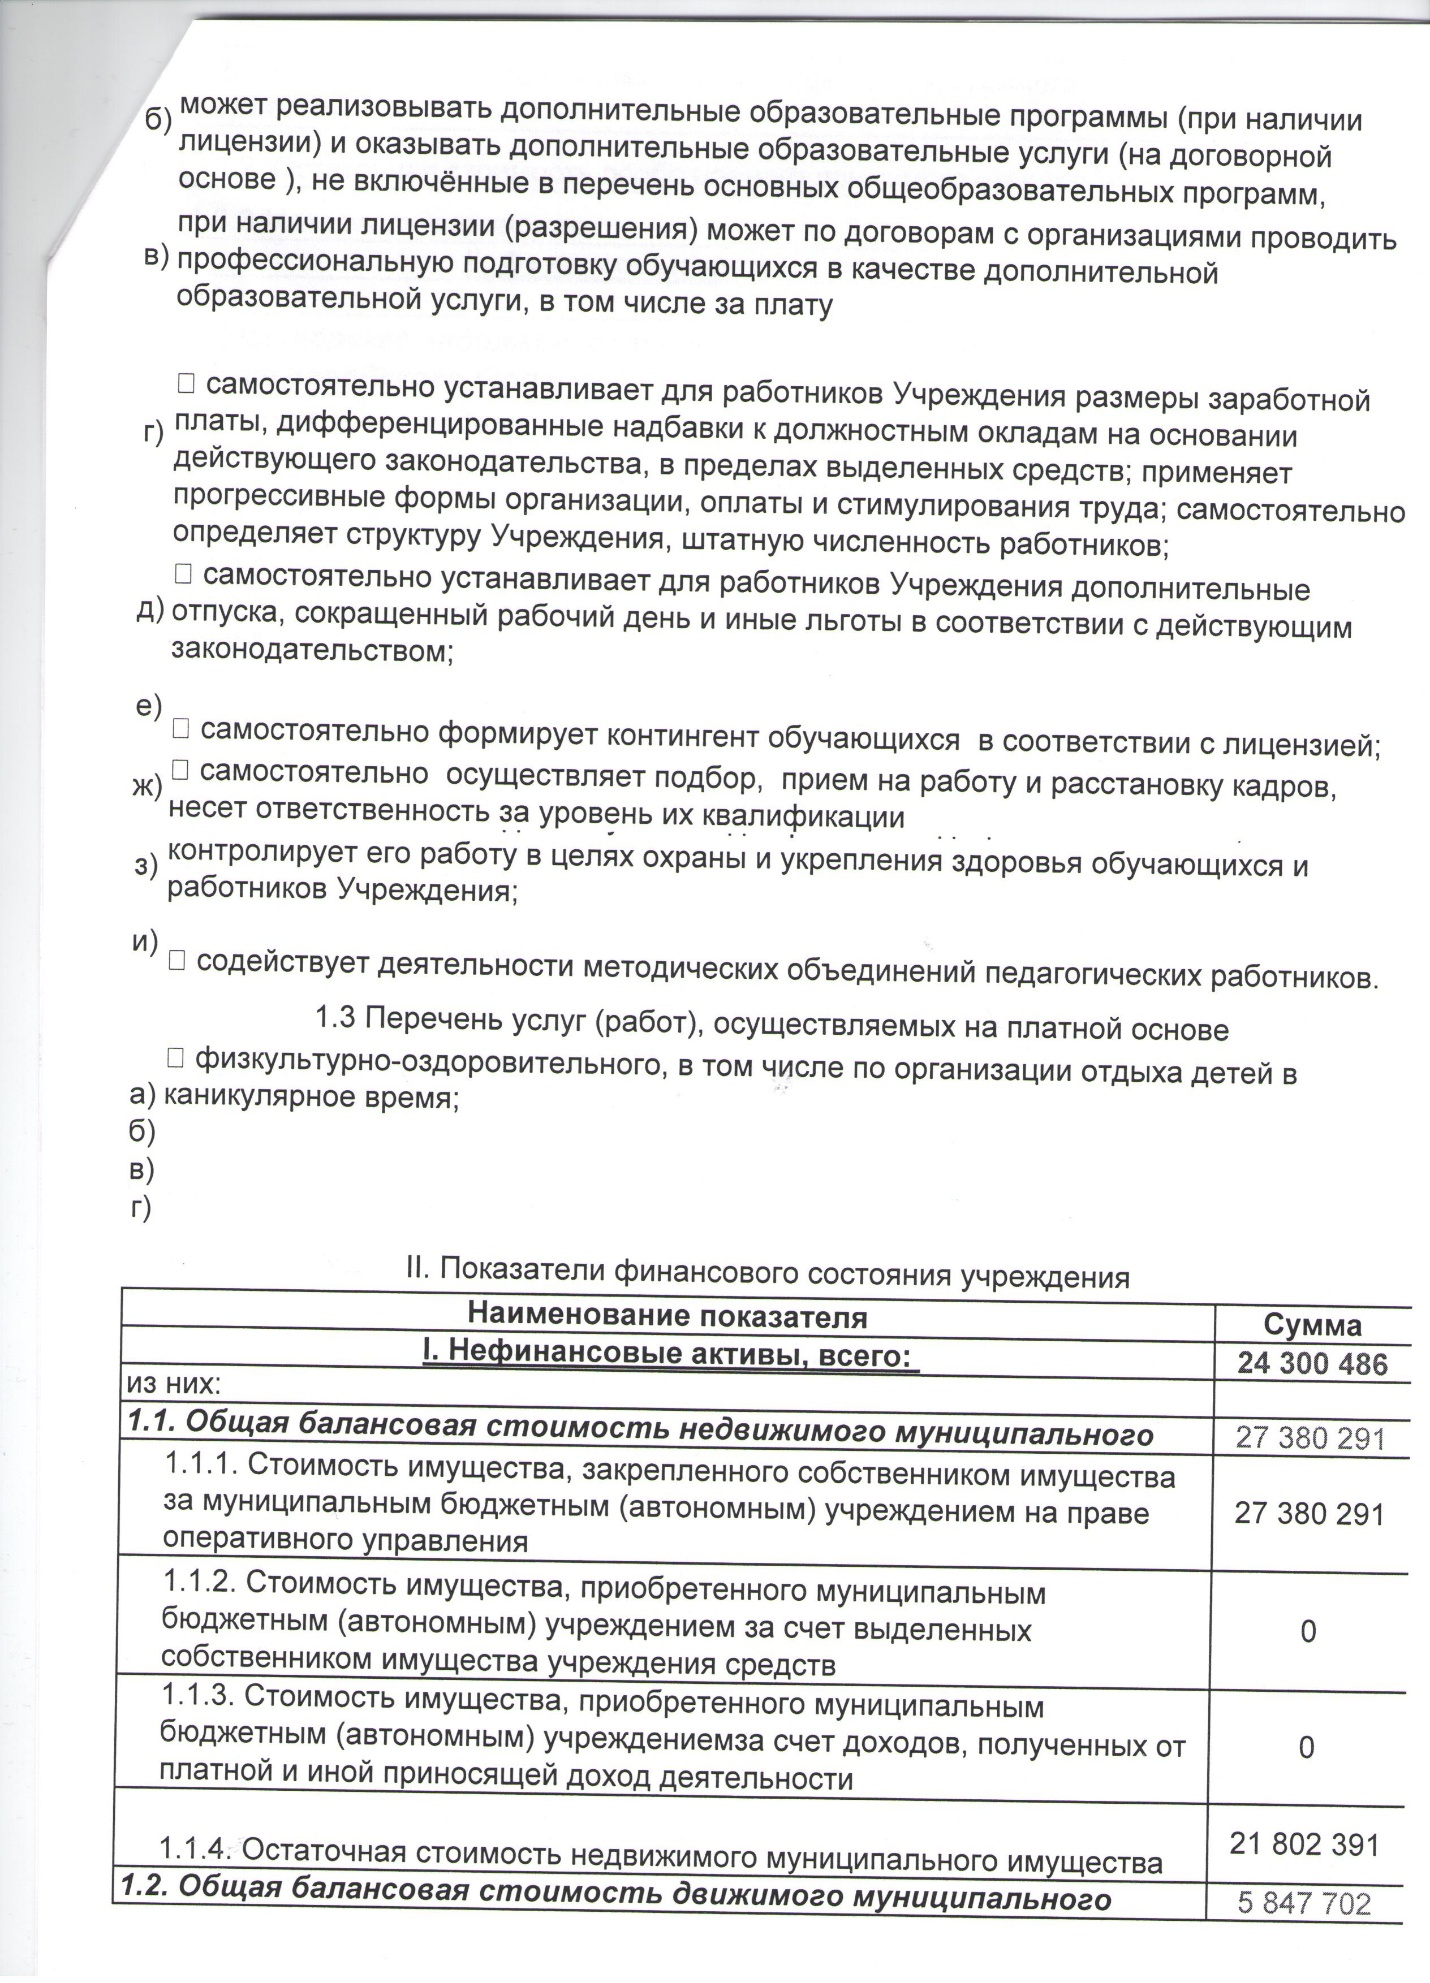 б) может реализовывать дополнительные образовательные программы (при наличии
лицензии) и оказывать дополнительные образовательные услуги (на договорной
основе ), не включённые в перечень основных общеобразовательных программ,
при наличии лицензии (разрешения) может по договорам с организациями проводить
в) профессиональную подготовку обучающихся в качестве дополнительной
образовательной услуги, в том числе за плату
□ самостоятельно устанавливает для работников Учреждения размеры заработной
г) платы, дифференцированные надбавки к должностным окладам на основании
действующего законодательства, в пределах выделенных средств; применяет
прогрессивные формы организации, оплаты и стимулирования труда; самостоятельно
определяет структуру Учреждения, штатную численность работников;
□ самостоятельно устанавливает для работников Учреждения дополнительные
д) отпуска, сокращенный рабочий день и иные льготы в соответствии с действующим
законодательством;
е)
□ самостоятельно формирует контингент обучающихся  в соответствии с лицензией;
ж) □ самостоятельно  осуществляет подбор,  прием на работу и расстановку кадров,
несет ответственность за уровень их квалификации
з) контролирует его работу в целях охраны и укрепления здоровья обучающихся и
работников Учреждения;
и)
□ содействует деятельности методических объединений педагогических работников.
1.3 Перечень услуг (работ), осуществляемых на платной основе
□ физкультурно-оздоровительного, в том числе по организации отдыха детей в
а) каникулярное время;
б)
в)
г)
II. Показатели финансового состояния учреждения
Наименование показателя Сумма
I. Нефинансовые активы, всего: 24 300 486
из них:
1.1. Общая балансовая стоимость недвижимого муниципального 27 380 291
1.1.1. Стоимость имущества, закрепленного собственником имущества
за муниципальным бюджетным (автономным) учреждением на праве 27 380 291
оперативного управления
1.1.2. Стоимость имущества, приобретенного муниципальным
бюджетным (автономным) учреждением за счет выделенных 0
собственником имущества учреждения средств
1.1.3. Стоимость имущества, приобретенного муниципальным
бюджетным (автономным) учреждениемза счет доходов, полученных от 0
платной и иной приносящей доход деятельности
1.1.4. Остаточная стоимость недвижимого муниципального имущества 21 802 391
1.2. Общая балансовая стоимость движимого муниципального 5 847 702